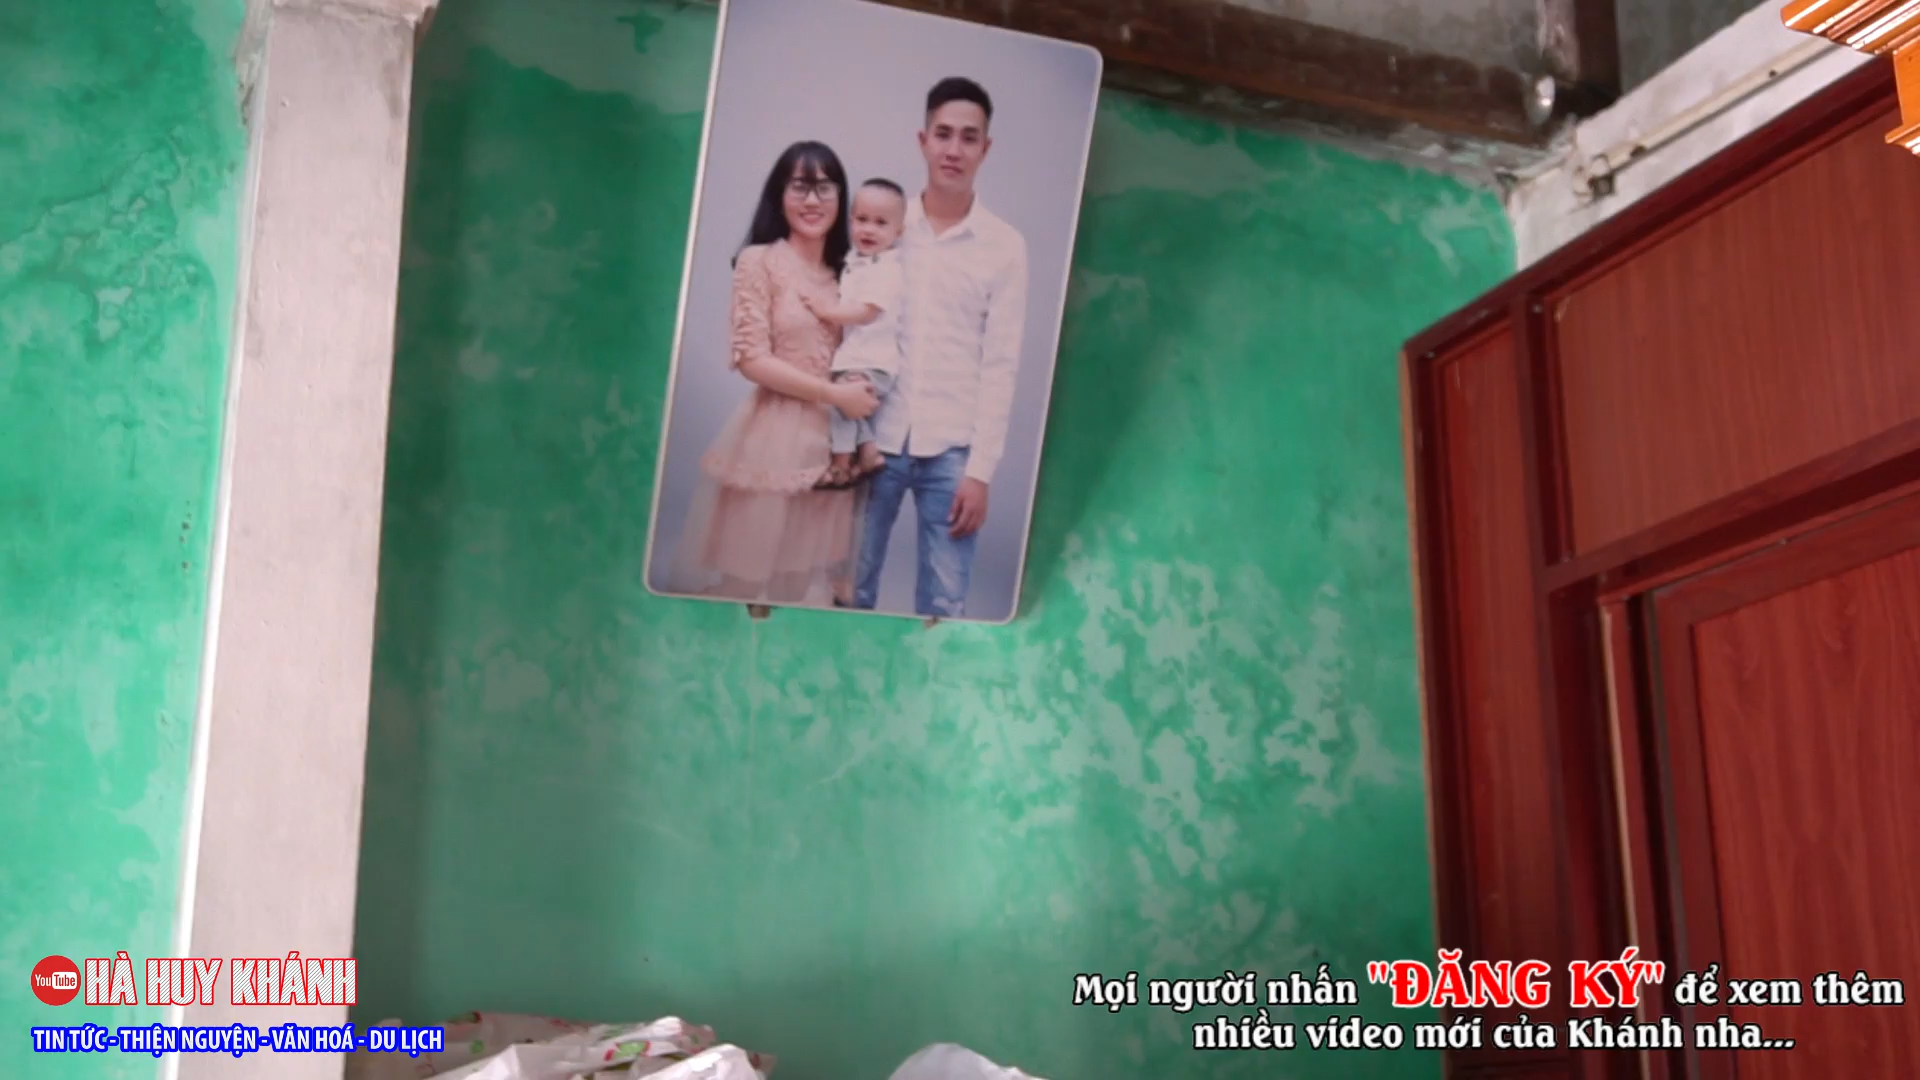 YouTube HÀ HUY KHÁNH
TIN TỨC - THIỆN NGUYỆN - VĂN HOÁ - DU LỊCH
Mọi người nhấn "ĐĂNG KÝ" để xem thêm
nhiều video mới của Khánh nha...